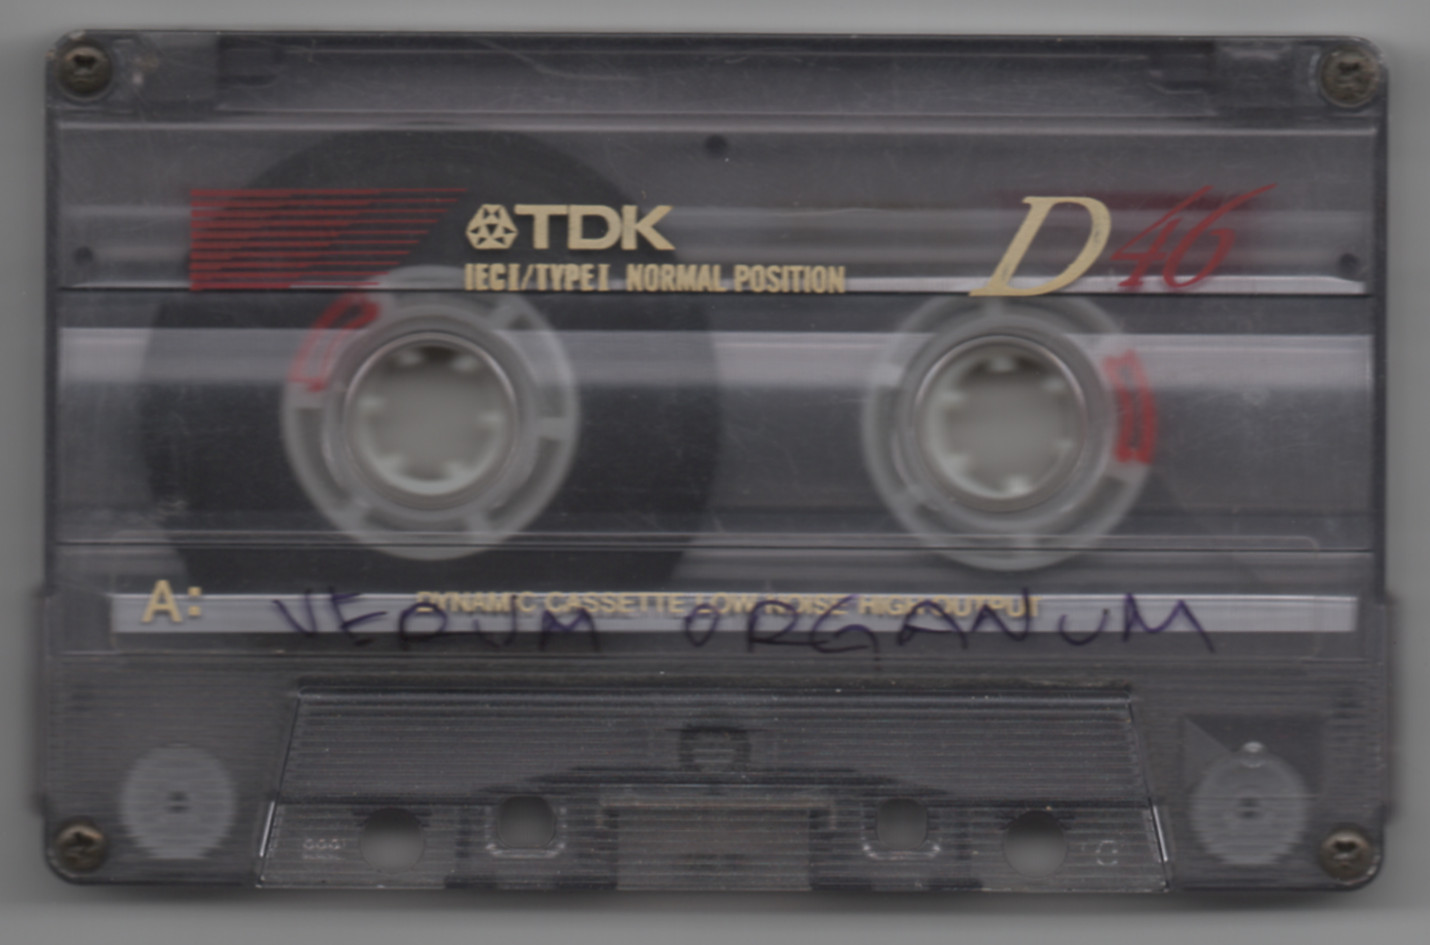 TDK
D46
IEC I/TYPE I NORMAL POSITION
A:
DYNAMIC CASSETTE LOW NOISE HIGH OUTPUT
VERUM ORGANUM